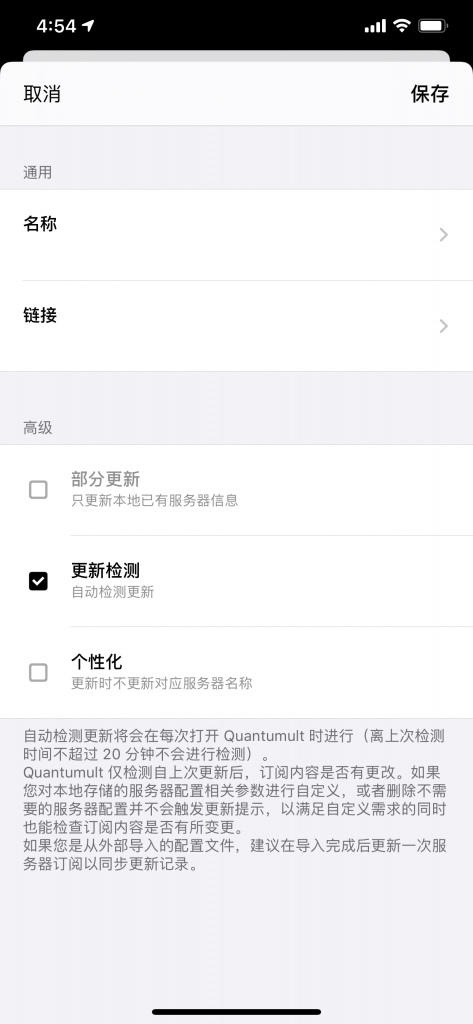 4:54
取消
保存
通用
名称
链接
高级
部分更新
只更新本地已有服务器信息
更新检测
自动检测更新
个性化
更新时不更新对应服务器名称
自动检测更新将会在每次打开 Quantumult 时进行（离上次检测
时间不超过 20 分钟不会进行检测）。
Quantumult 仅检测自上次更新后，订阅内容是否有更改。如果
您对本地存储的服务器配置相关参数进行自定义，或者删除不需
要的服务器配置并不会触发更新提示，以满足自定义需求的同时
也能检查订阅内容是否有所变更。
如果您是从外部导入的配置文件，建议在导入完成后更新一次服
务器订阅以同步更新记录。